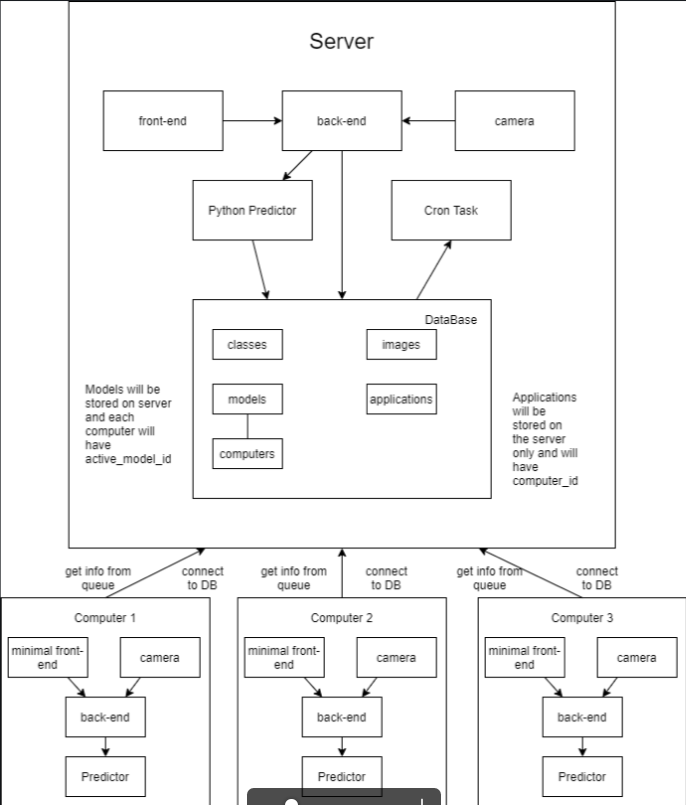 Server
front-end
back-end
camera
Python Predictor
Cron Task
DataBase
classes
images
models
applications
computers
Models will be
stored on server
and each
computer will
have
active_model_id
Applications
will be
stored on
the server
only and will
have
computer_id
get info from
queue
connect
to DB
get info from
queue
connect
to DB
get info from
queue
connect
to DB
Computer 1
minimal front-
end
camera
back-end
Predictor
Computer 2
minimal front-
end
camera
back-end
Predictor
Computer 3
minimal front-
end
camera
back-end
Predictor